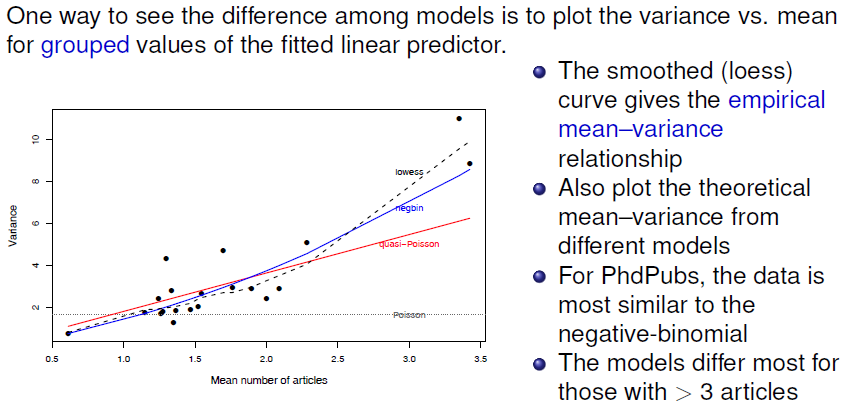 One way to see the difference among models is to plot the variance vs. mean
for grouped values of the fitted linear predictor.
The smoothed (loess)
curve gives the empirical
mean–variance
relationship
Also plot the theoretical
mean–variance from
different models
For PhdPubs, the data is
most similar to the
negative-binomial
The models differ most for
those with > 3 articles
Variance
10
8
6
4
2
lowess
negbin
quasi−Poisson
Poisson
0.5 1.0 1.5 2.0 2.5 3.0 3.5
Mean number of articles